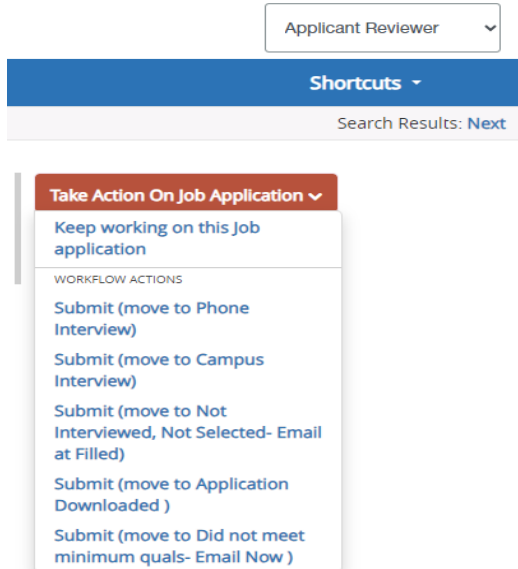 Applicant Reviewer
Shortcuts
Search Results: Next
Take Action On Job Application
Keep working on this Job
application
WORKFLOW ACTIONS
Submit (move to Phone
Interview)
Submit (move to Campus
Interview)
Submit (move to Not
Interviewed, Not Selected- Email
at Filled)
Submit (move to Application
Downloaded )
Submit (move to Did not meet
minimum quals- Email Now )